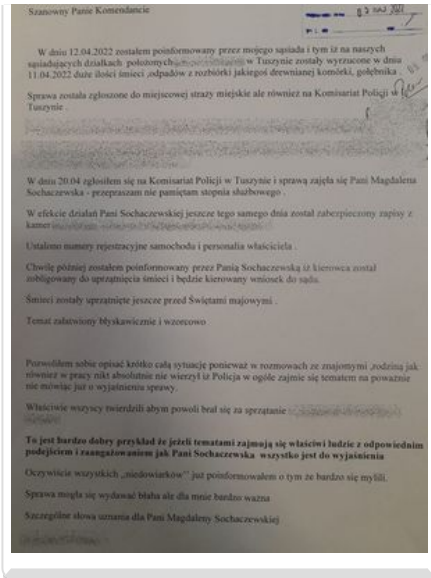 Szanowny Panie Komendancie
W dniu 12.04.2022 zostałem poinformowany przez mojego sąsiada i tym iż na naszych
sąsiadujących działkach położonych w Tuszynie zostały wyrzucone w dniu
11.04.2022 duże ilości śmieci ,odpadów z rozbiórki jakiegoś drewnianej komórki, gołębnika .
Sprawa została zgłoszone do miejscowej straży miejskie ale również na Komisariat Policji w
Tuszynie .
W dniu 20.04 zgłosiłem się na Komisariat Policji w Tuszynie i sprawą zajęła się Pani Magdalena
Sochaczewska - przepraszam nie pamiętam stopnia służbowego .
W efekcie działań Pani Sochaczewskiej jeszcze tego samego dnia został zabezpieczony zapisy z
kamer
Ustalono numery rejestracyjne samochodu i personalia właściciela .
Chwilę później zostałem poinformowany przez Panią Sochaczewską iż kierowca został
zobligowany do uprzątnięcia śmieci i będzie kierowany wniosek do sądu.
Śmieci zostały uprzątnięte jeszcze przed Świętami majowymi .
Temat załatwiony błyskawicznie i wzorcowo
Pozwoliłem sobie opisać krótko całą sytuację ponieważ w rozmowach ze znajomymi ,rodziną jak
również w pracy nikt absolutnie nie wierzył iż Policja w ogóle zajmie się tematem na poważnie
nie mówiąc już o wyjaśnieniu sprawy.
Właściwie wszyscy twierdzili abym powoli brał się za sprzątanie
To jest bardzo dobry przykład że jeżeli tematami zajmują się właściwi ludzie z odpowiednim
podejściem i zaangażowaniem jak Pani Sochaczewska wszystko jest do wyjaśnienia
Oczywiście wszystkich „niedowiarków" już poinformowałem o tym że bardzo się mylili.
Sprawa mogła się wydawać błaha ale dla mnie bardzo ważna
Szczególne słowa uznania dla Pani Magdaleny Sochaczewskiej